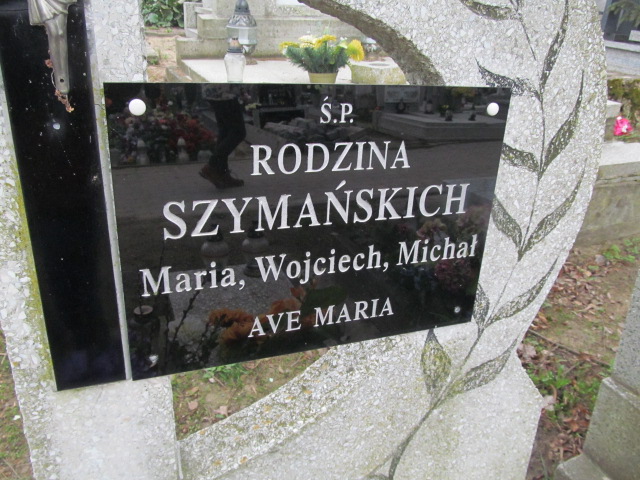 Ś.P.
RODZINA
SZYMAŃSKICH
Maria, Wojciech, Michał
AVE MARIA